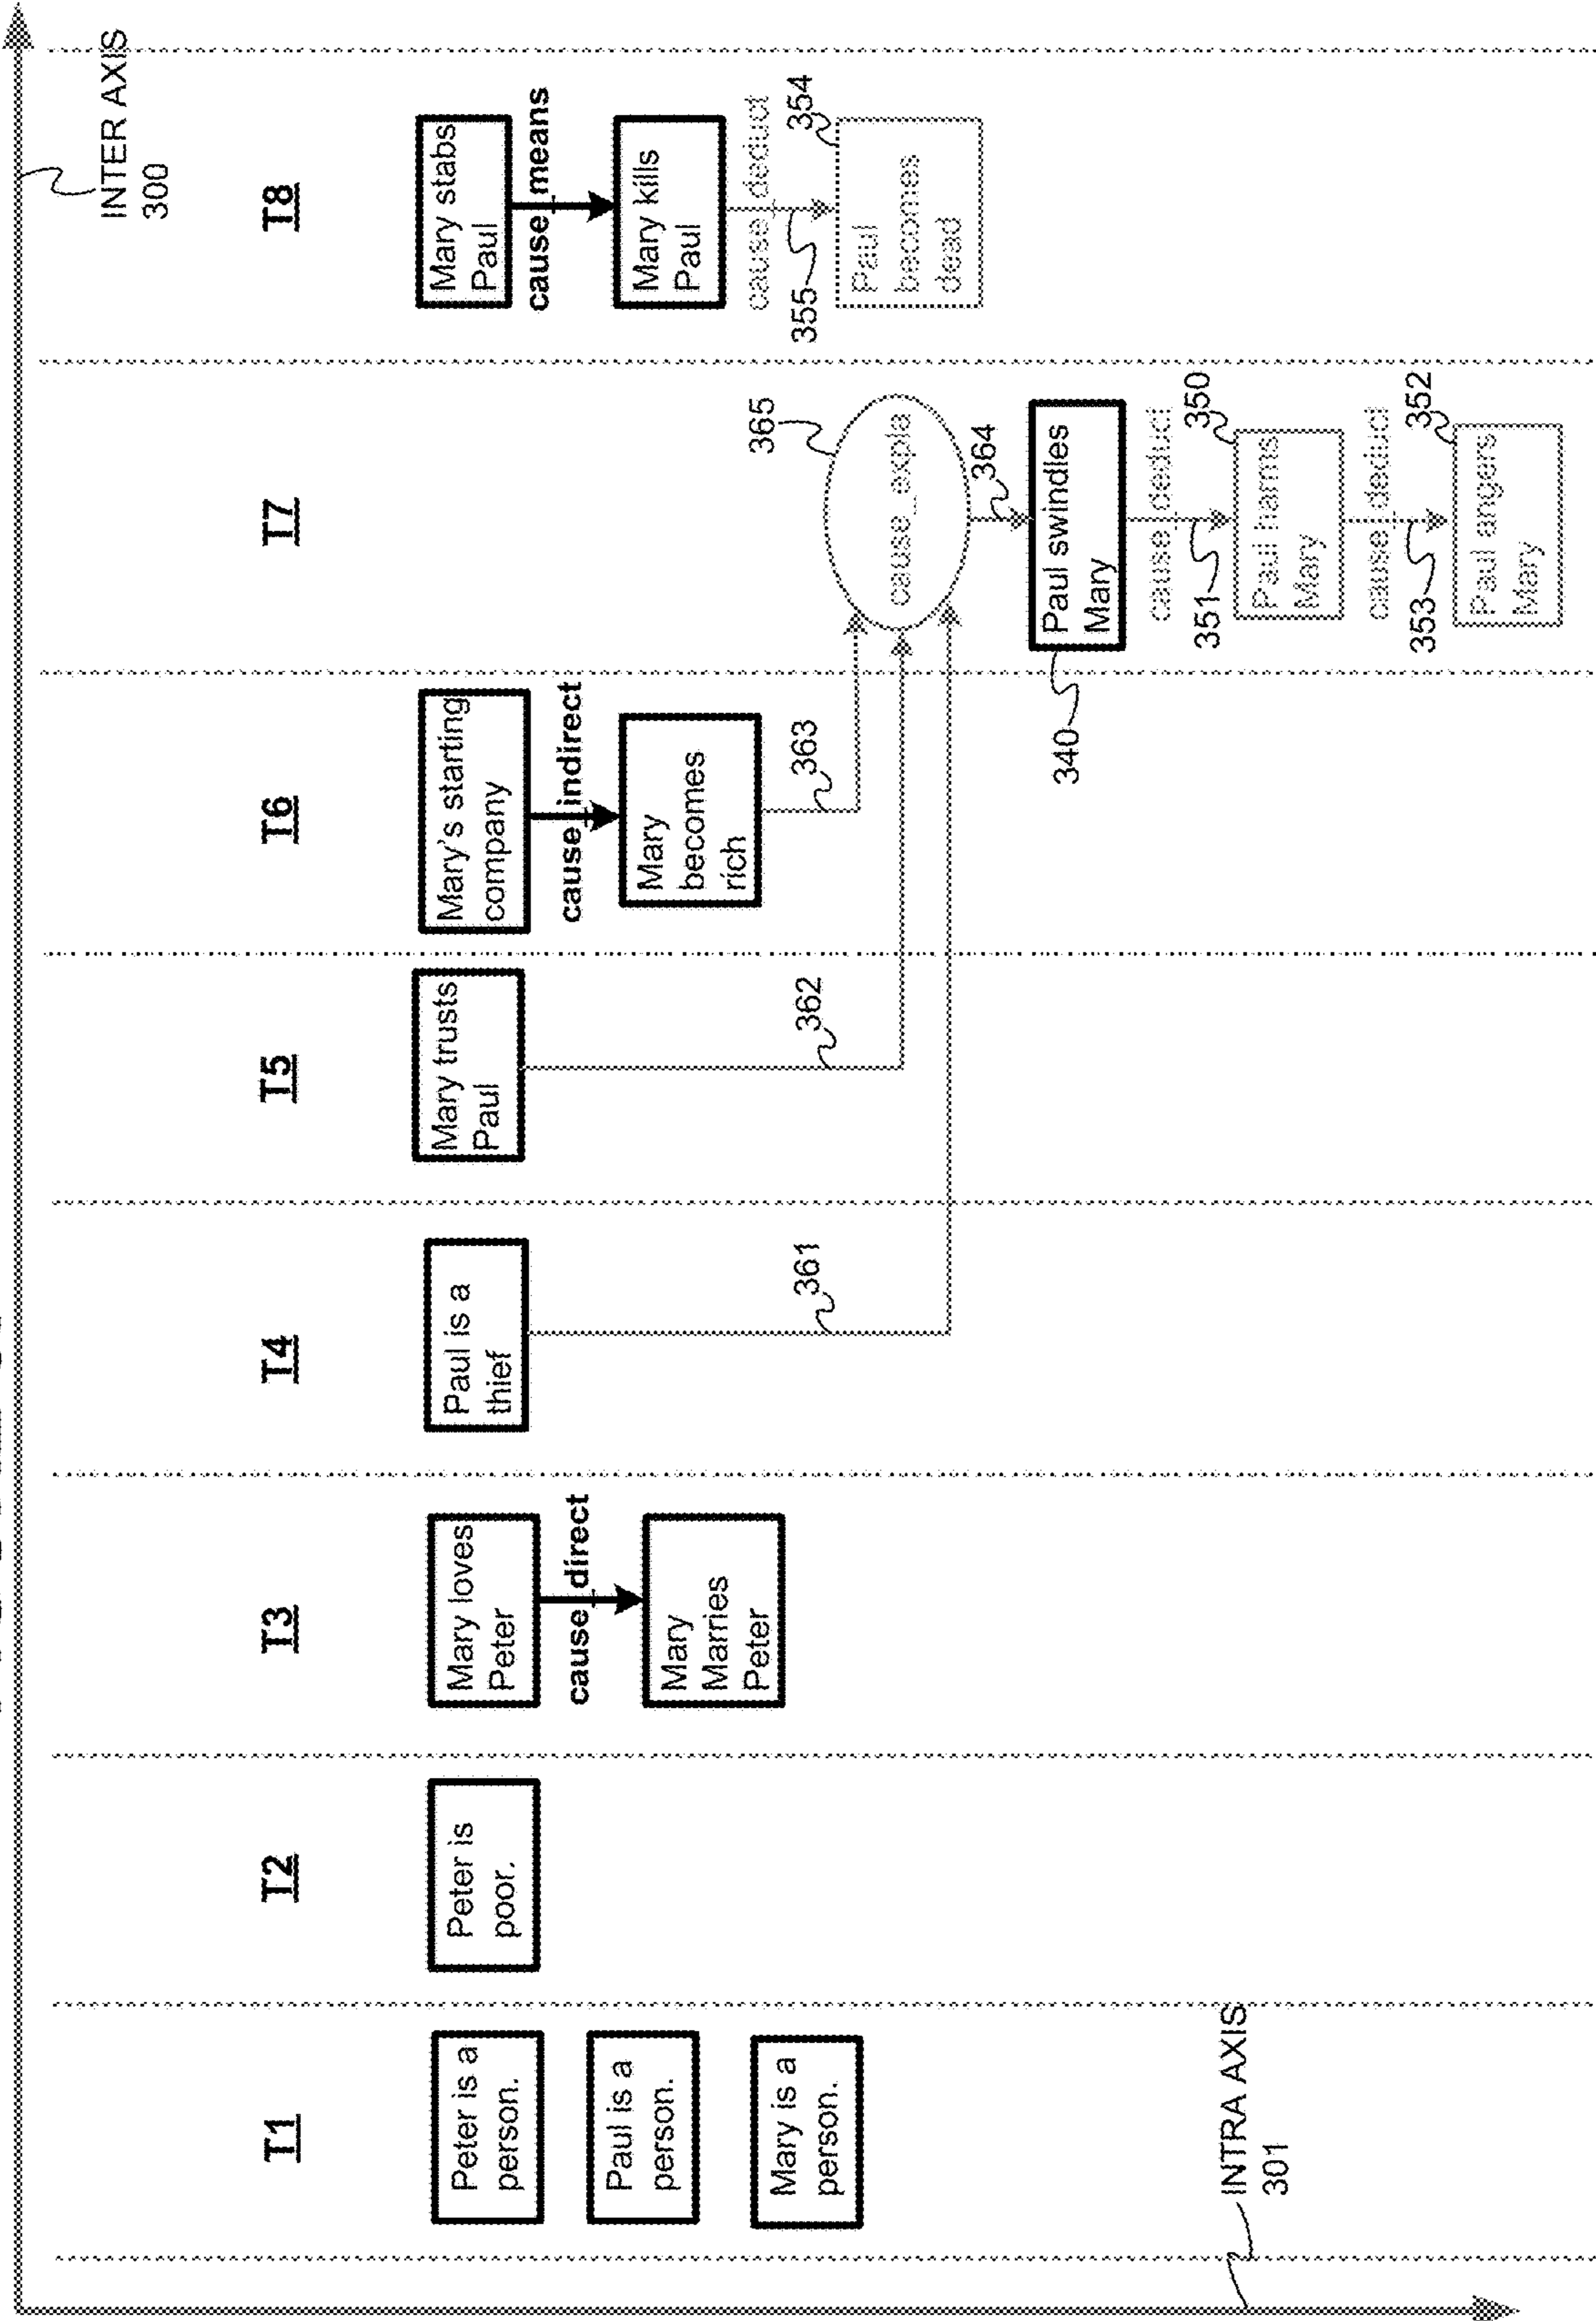 INTER AXIS
300
T1
T2
T3
T4
T5
T6
T7
T8
Peter is a
person.
Paul is a
person.
Mary is a
person.
Peter is
poor.
Mary loves
Peter
cause_direct
Mary
Marries
Peter
Paul is a
thief
361
Mary trusts
Paul
362
Mary's starting
company
cause_indirect
Mary
becomes
rich
363
365
cause_expla
364
Paul swindles
Mary
340
cause_deduct
351
350
Paul harms
Mary
cause_deduct
353
352
Paul angers
Mary
Mary stabs
Paul
cause_means
Mary kills
Paul
cause_deduct
355
354
Paul
becomes
dead
INTRA AXIS
301